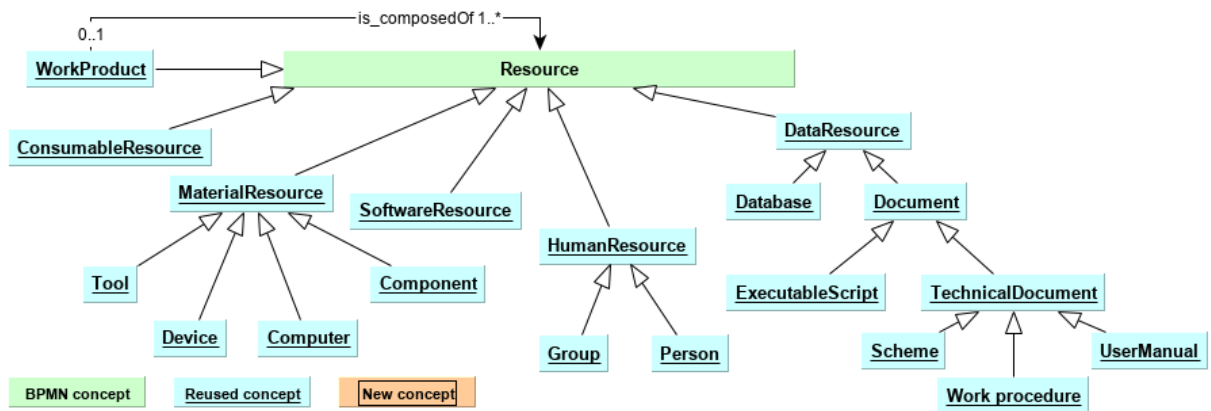 is_composedOf 1..*
0..1
WorkProduct
Resource
ConsumableResource
DataResource
MaterialResource
SoftwareResource
Database
Document
HumanResource
Tool
Component
ExecutableScript
TechnicalDocument
Device
Computer
Group
Person
Scheme
UserManual
Work procedure
BPMN concept
Reused concept
New concept